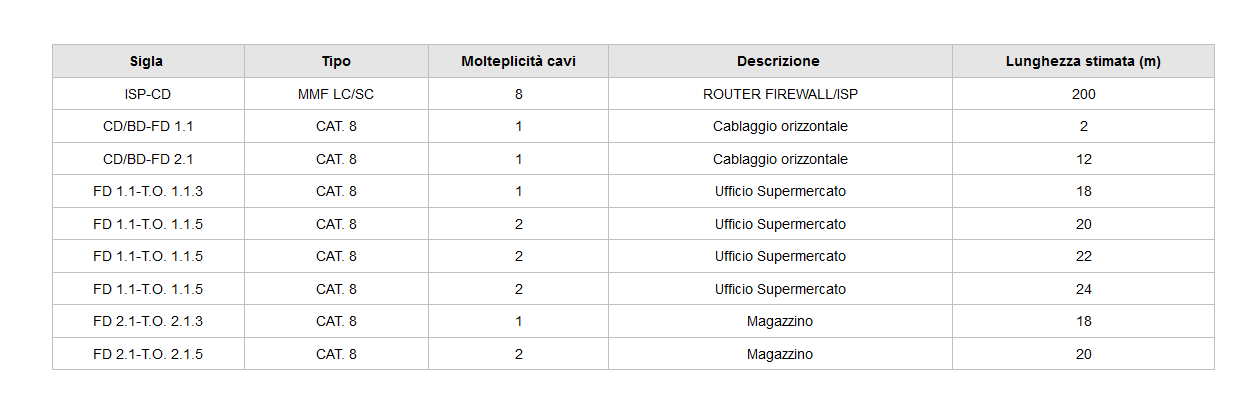 Sigla Tipo Molteplicità cavi Descrizione Lunghezza stimata (m)
ISP-CD MMF LC/SC 8 ROUTER FIREWALL/ISP 200
CD/BD-FD 1.1 CAT. 8 1 Cablaggio orizzontale 2
CD/BD-FD 2.1 CAT. 8 1 Cablaggio orizzontale 12
FD 1.1-T.O. 1.1.3 CAT. 8 1 Ufficio Supermercato 18
FD 1.1-T.O. 1.1.5 CAT. 8 2 Ufficio Supermercato 20
FD 1.1-T.O. 1.1.5 CAT. 8 2 Ufficio Supermercato 22
FD 1.1-T.O. 1.1.5 CAT. 8 2 Ufficio Supermercato 24
FD 2.1-T.O. 2.1.3 CAT. 8 1 Magazzino 18
FD 2.1-T.O. 2.1.5 CAT. 8 2 Magazzino 20